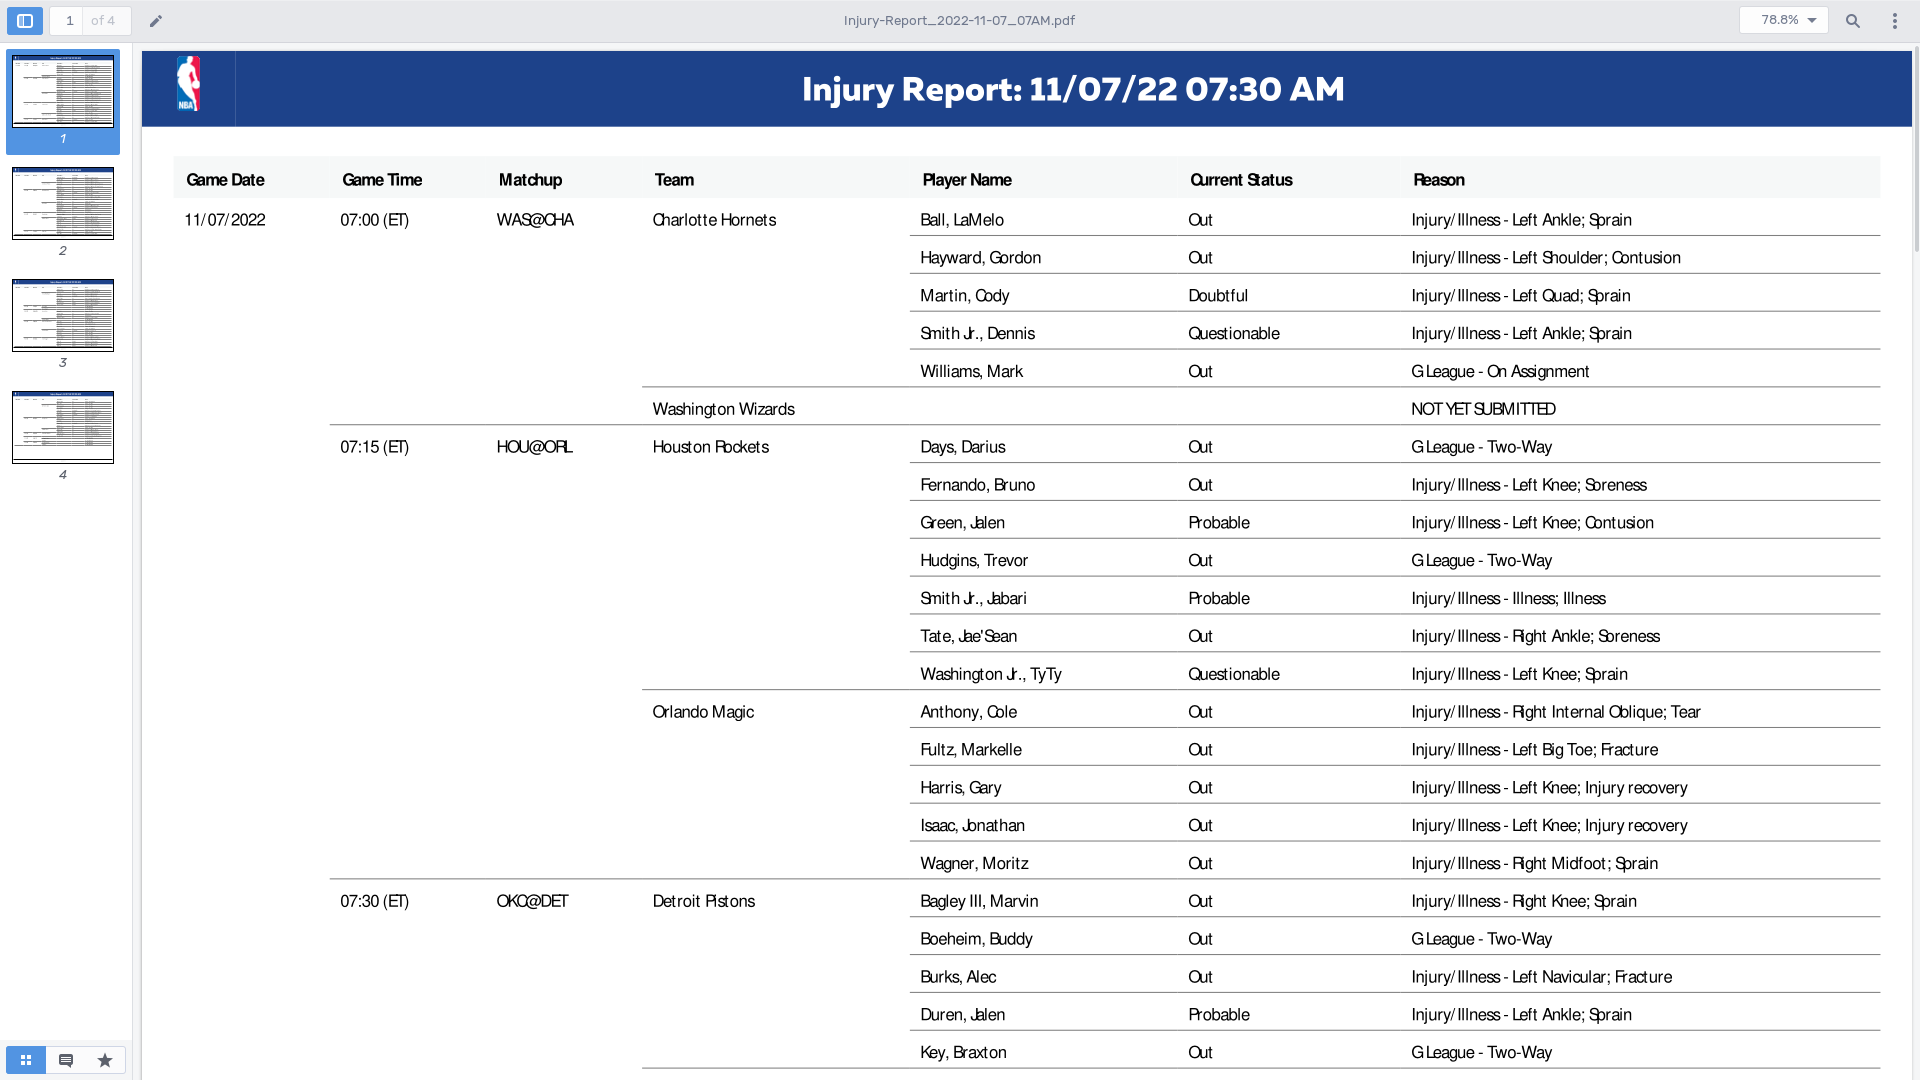 1 of 4 Injury-Report_2022-11-07_07AM.pdf 78.8%
NBA Injury Report: 11/07/22 07:30 AM
Game Date Game Time Matchup Team Player Name Current Status Reason
11/07/2022 07:00 (ET) WAS@CHA Charlotte Hornets Ball, LaMelo Out Injury/Illness - Left Ankle; Sprain
Hayward, Gordon Out Injury/Illness - Left Shoulder; Contusion
Martin, Cody Doubtful Injury/Illness - Left Quad; Sprain
Smith Jr., Dennis Questionable Injury/Illness - Left Ankle; Sprain
Williams, Mark Out G League - On Assignment
Washington Wizards NOT YET SUBMITTED
07:15 (ET) HOU@ORL Houston Rockets Days, Darius Out G League - Two-Way
Fernando, Bruno Out Injury/Illness - Left Knee; Soreness
Green, Jalen Probable Injury/Illness - Left Knee; Contusion
Hudgins, Trevor Out G League - Two-Way
Smith Jr., Jabari Probable Injury/Illness - Illness; Illness
Tate, Jae'Sean Out Injury/Illness - Right Ankle; Soreness
Washington Jr., TyTy Questionable Injury/Illness - Left Knee; Sprain
Orlando Magic Anthony, Cole Out Injury/Illness - Right Internal Oblique; Tear
Fultz, Markelle Out Injury/Illness - Left Big Toe; Fracture
Harris, Gary Out Injury/Illness - Left Knee; Injury recovery
Isaac, Jonathan Out Injury/Illness - Left Knee; Injury recovery
Wagner, Moritz Out Injury/Illness - Right Midfoot; Sprain
07:30 (ET) OKC@DET Detroit Pistons Bagley III, Marvin Out Injury/Illness - Right Knee; Sprain
Boeheim, Buddy Out G League - Two-Way
Burks, Alec Out Injury/Illness - Left Navicular; Fracture
Duren, Jalen Probable Injury/Illness - Left Ankle; Sprain
Key, Braxton Out G League - Two-Way
1
2
3
4